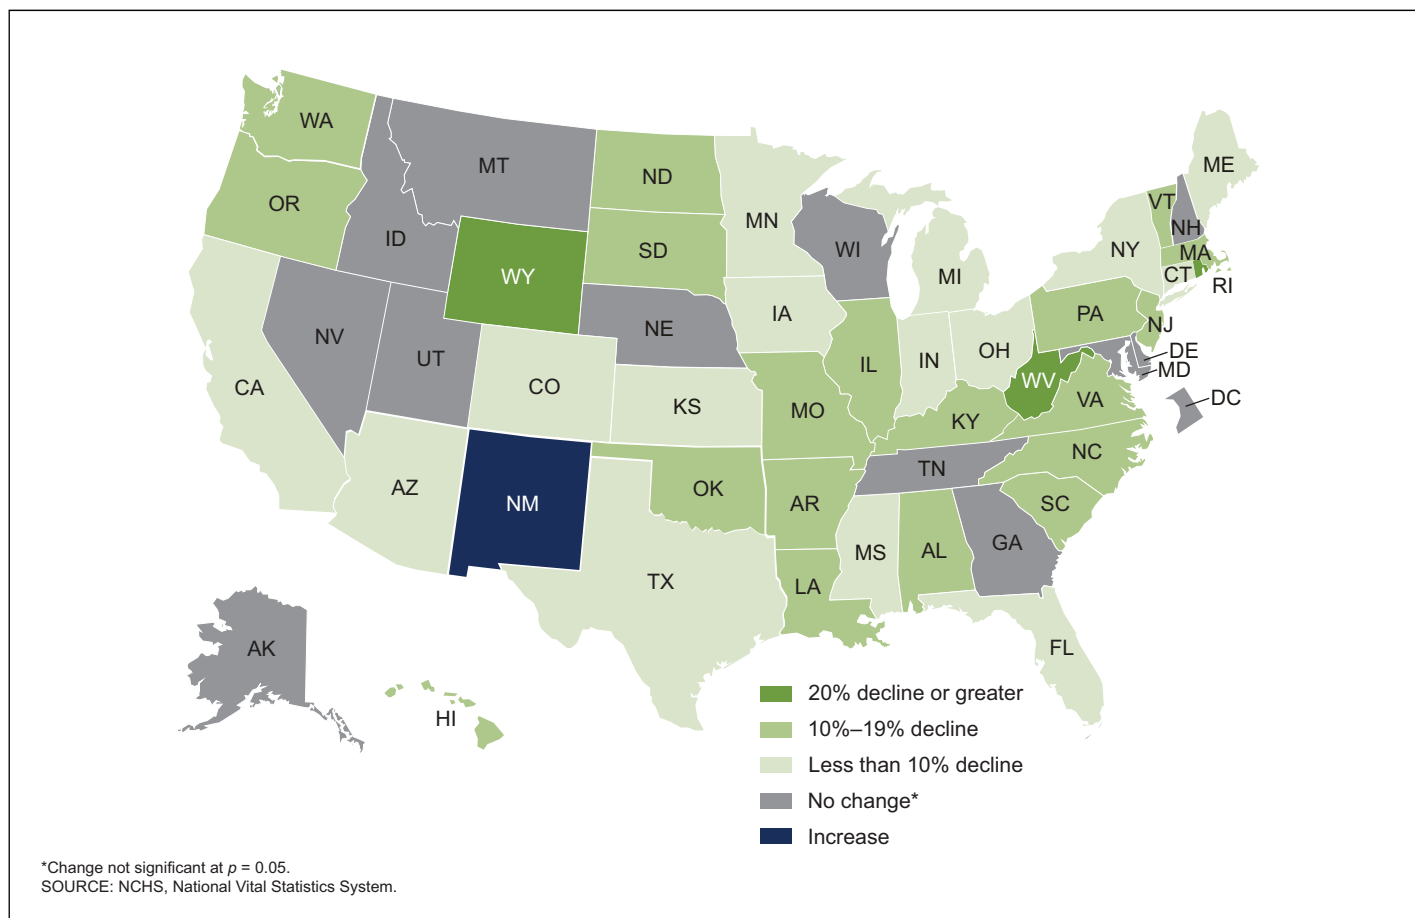 WA
MT
ND
ME
OR
ID
SD
MN
WI
VT
NH
NY
MA
MI
CT
RI
WY
NV
UT
NE
IA
PA
NJ
CO
IL
IN
OH
DE
MD
CA
KS
MO
WV
VA
DC
KY
NC
AZ
NM
OK
AR
TN
SC
MS
AL
GA
TX
LA
FL
AK
HI
20% decline or greater
10%–19% decline
Less than 10% decline
No change*
Increase
*Change not significant at p = 0.05.
SOURCE: NCHS, National Vital Statistics System.